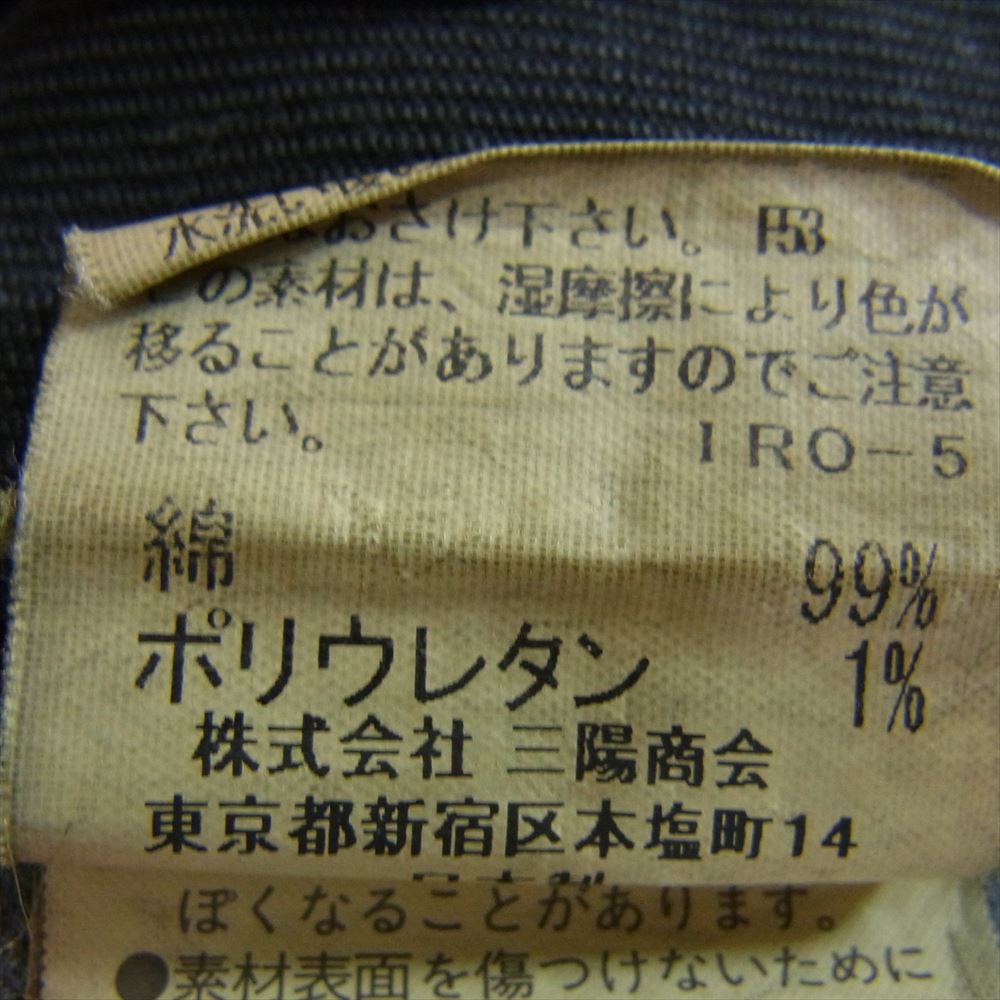 水洗い おさけ下さい。 P53
の素材は、湿摩擦により色が
移ることがありますのでご注意
下さい。 IRO-5
綿 99%
ポリウレタン 1%
株式会社 三陽商会
東京都新宿区本塩町14
ぽくなることがあります。
●素材表面を傷つけないために